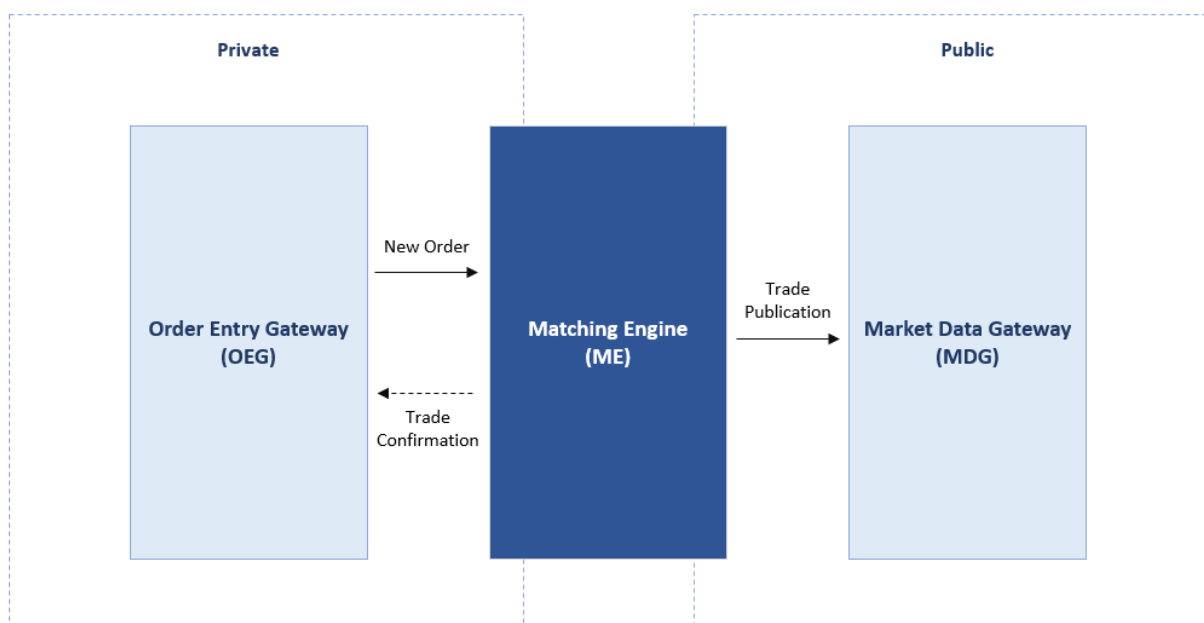 Private
Public
New Order
Order Entry Gateway
(OEG)
Trade
Confirmation
Matching Engine
(ME)
Trade
Publication
Market Data Gateway
(MDG)